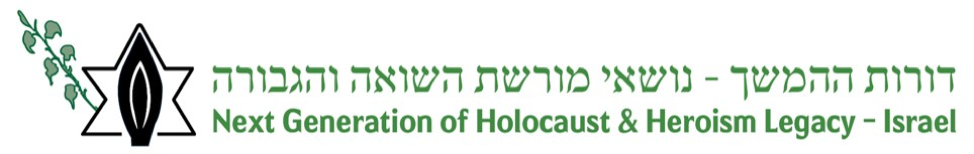 דורות ההמשך - נושאי מורשת השואה והגבורה
Next Generation of Holocaust & Heroism Legacy – Israel